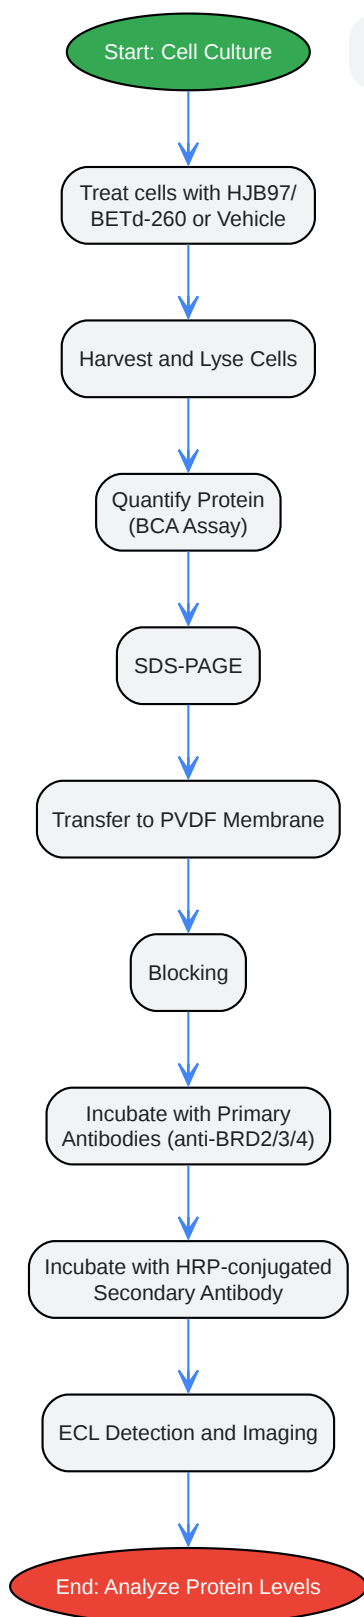 Start: Cell Culture
Treat cells with HJB97/
BETd-260 or Vehicle
Harvest and Lyse Cells
Quantify Protein
(BCA Assay)
SDS-PAGE
Transfer to PVDF Membrane
Blocking
Incubate with Primary
Antibodies (anti-BRD2/3/4)
Incubate with HRP-conjugated
Secondary Antibody
ECL Detection and Imaging
End: Analyze Protein Levels